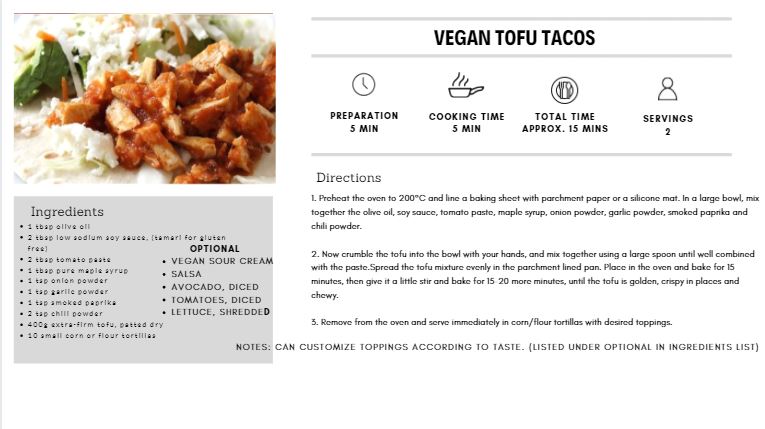 VEGAN TOFU TACOS
PREPARATION
5 MIN
COOKING TIME
5 MIN
TOTAL TIME
APPROX. 15 MINS
SERVINGS
2
Ingredients
1 tbsp olive oil
2 tbsp low sodium soy sauce, (tamari for gluten
free)
2 tbsp tomato paste
1 tbsp pure maple syrup
1 tsp onion powder
1 tsp garlic powder
1 tsp smoked paprika
2 tsp chili powder
400g extra-firm tofu, patted dry
10 small corn or flour tortillas
OPTIONAL
VEGAN SOUR CREAM
SALSA
AVOCADO, DICED
TOMATOES, DICED
LETTUCE, SHREDDED
Directions
1. Preheat the oven to 200°C and line a baking sheet with parchment paper or a silicone mat. In a large bowl, mix
together the olive oil, soy sauce, tomato paste, maple syrup, onion powder, garlic powder, smoked paprika and
chili powder.
2. Now crumble the tofu into the bowl with your hands, and mix together using a large spoon until well combined
with the paste.Spread the tofu mixture evenly in the parchment lined pan. Place in the oven and bake for 15
minutes, then give it a little stir and bake for 15-20 more minutes, until the tofu is golden, crispy in places and
chewy.
3. Remove from the oven and serve immediately in corn/flour tortillas with desired toppings.
NOTES: CAN CUSTOMIZE TOPPINGS ACCORDING TO TASTE. (LISTED UNDER OPTIONAL IN INGREDIENTS LIST)